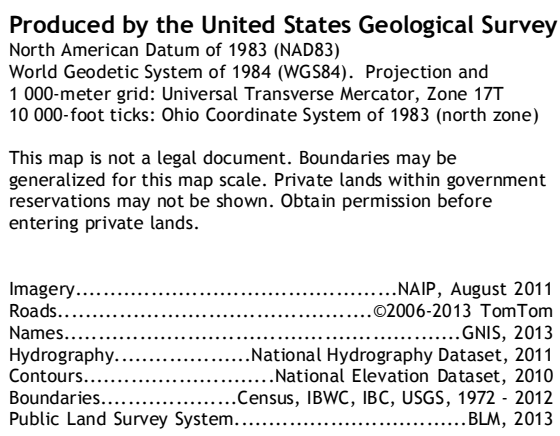 Produced by the United States Geological Survey
North American Datum of 1983 (NAD83)
World Geodetic System of 1984 (WGS84). Projection and
1 000-meter grid: Universal Transverse Mercator, Zone 17T
10 000-foot ticks: Ohio Coordinate System of 1983 (north zone)
This map is not a legal document. Boundaries may be
generalized for this map scale. Private lands within government
reservations may not be shown. Obtain permission before
entering private lands.
Imagery.............................................NAIP, August 2011
Roads............................................©2006-2013 TomTom
Names........................................................GNIS, 2013
Hydrography...................National Hydrography Dataset, 2011
Contours...........................National Elevation Dataset, 2010
Boundaries...................Census, IBWC, IBC, USGS, 1972 - 2012
Public Land Survey System.................................BLM, 2013